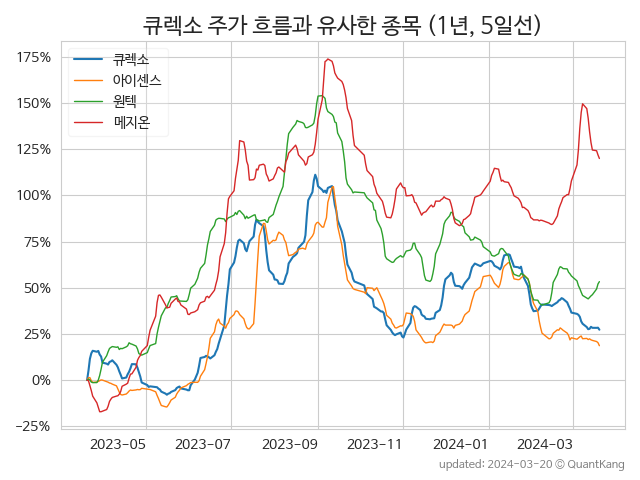 큐렉소 주가 흐름과 유사한 종목 (1년, 5일선)
175%
150%
125%
100%
75%
50%
25%
0%
−25%
큐렉소
아이센스
원텍
메지온
2023-05
2023-07
2023-09
2023-11
2024-01
2024-03
updated: 2024-03-20 © QuantKang